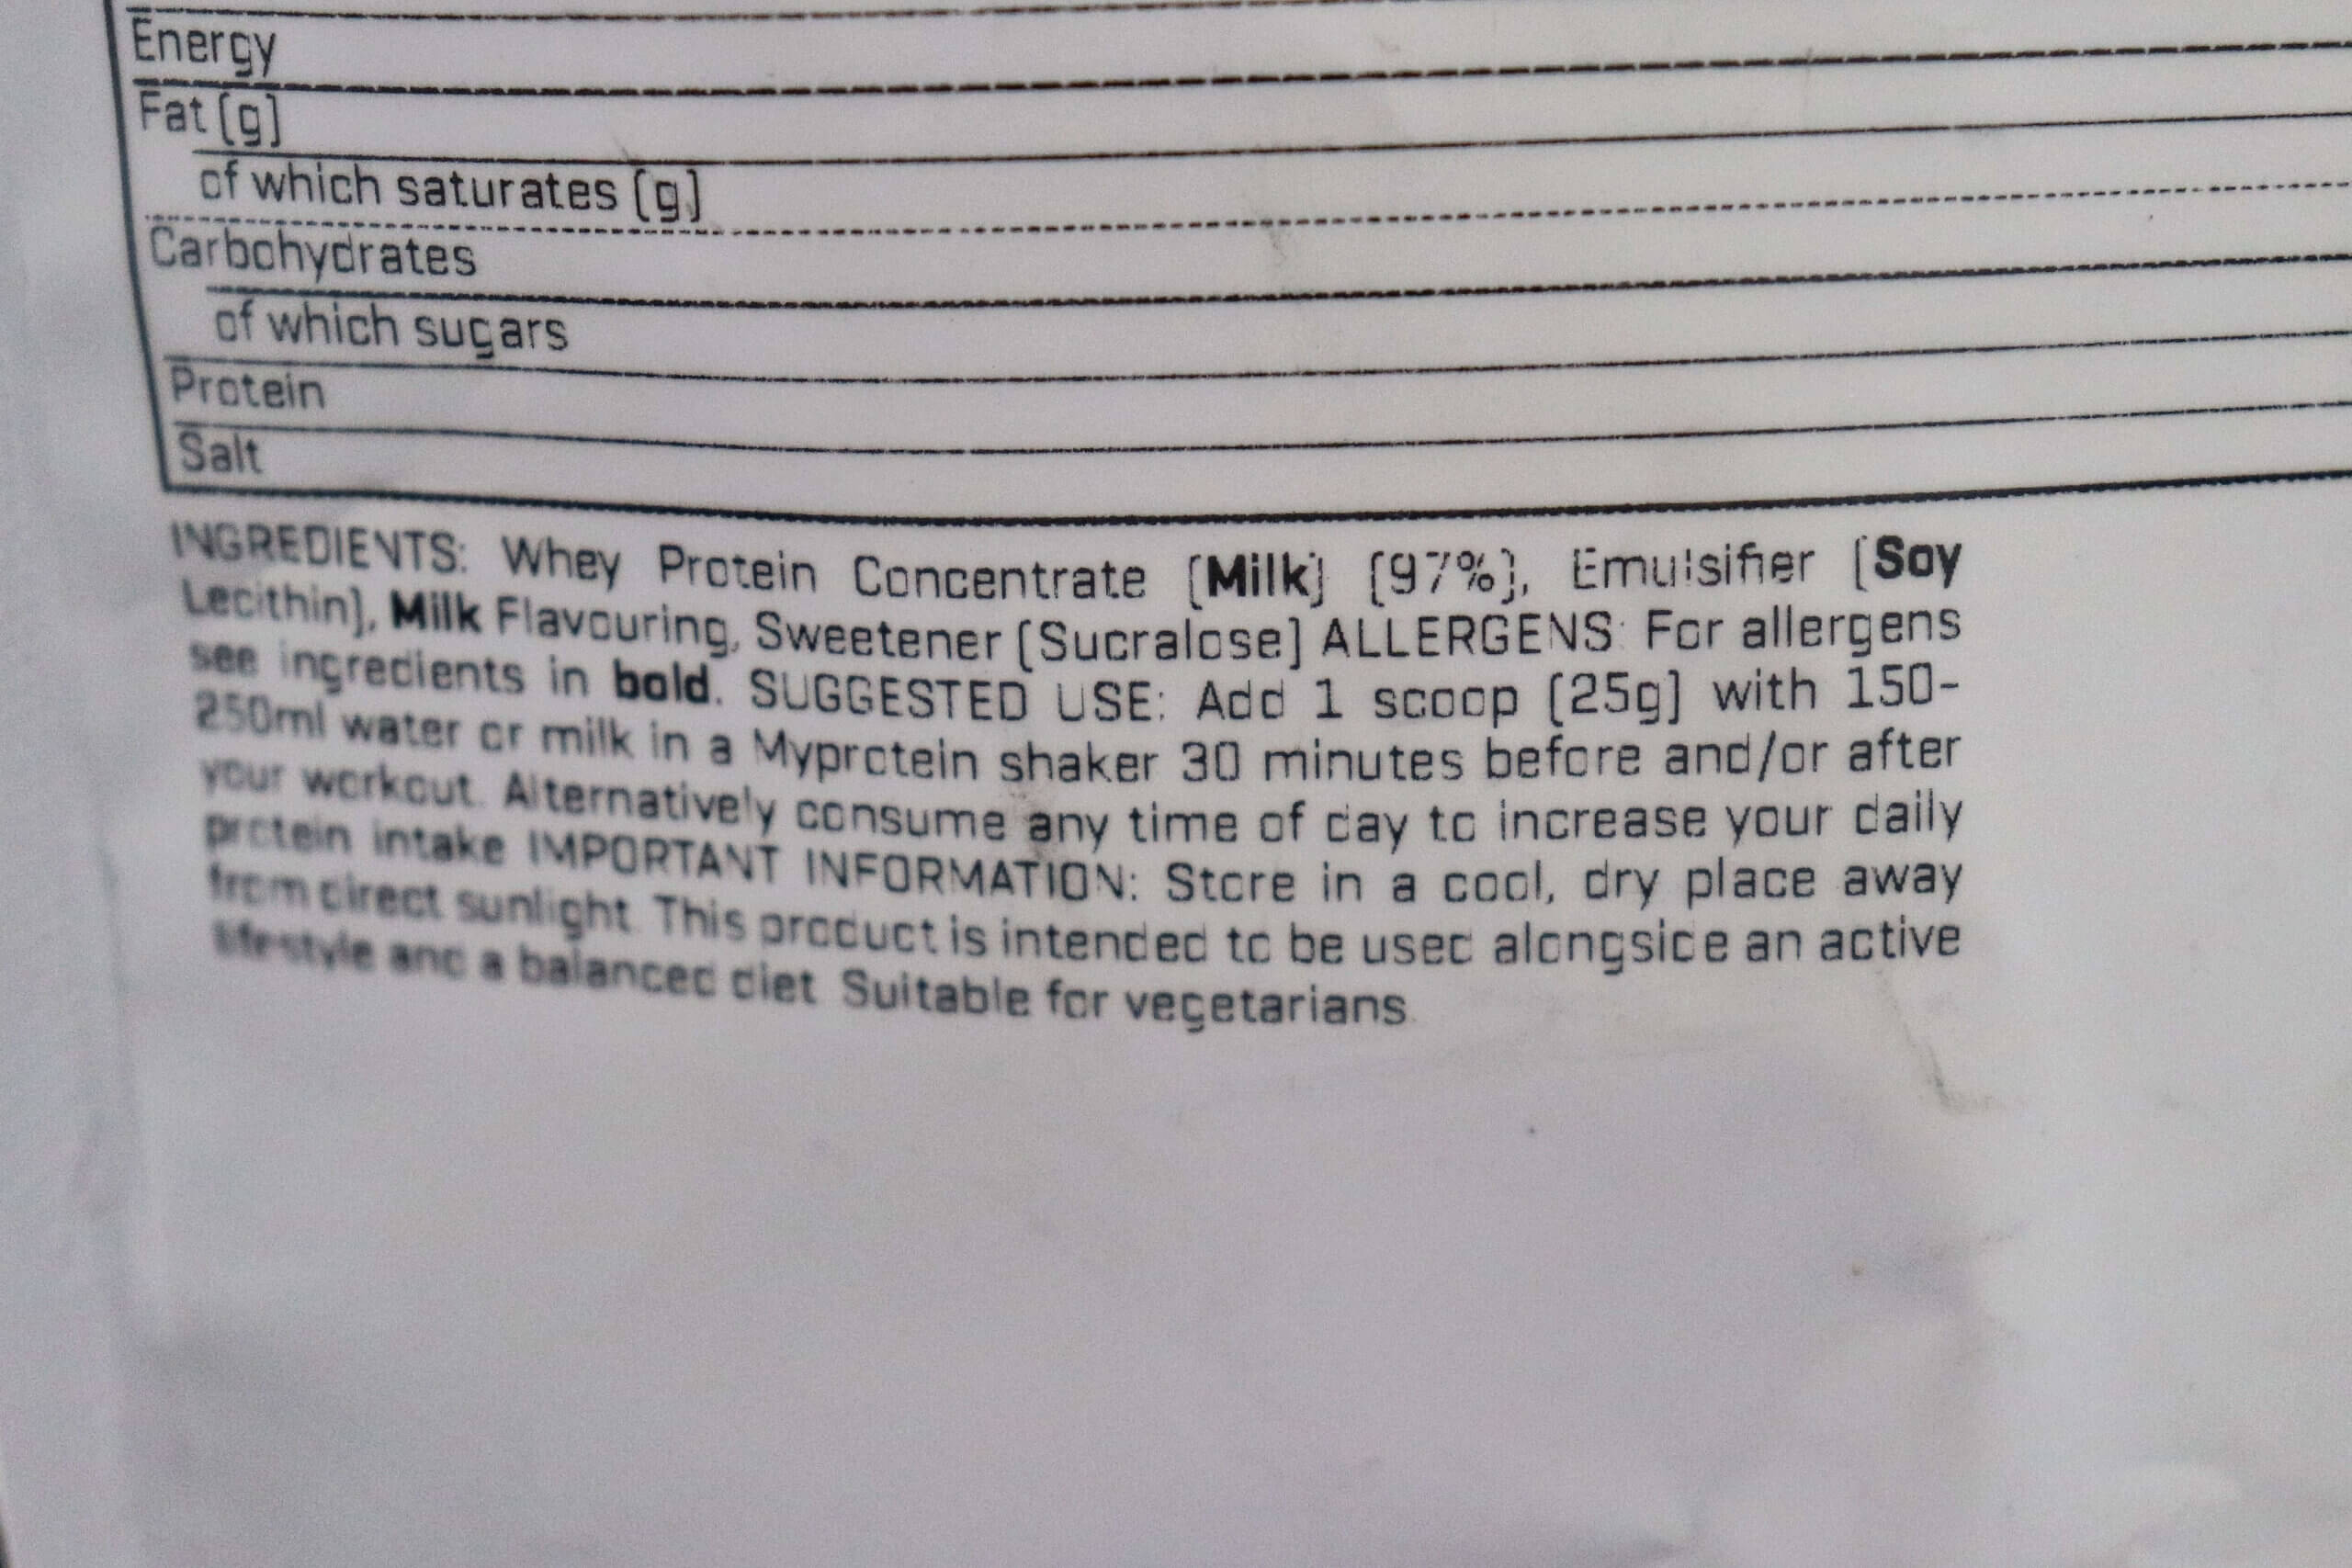 Energy
Fat [g]
of which saturates [g]
Carbohydrates
of which sugars
Protein
Salt
INGREDIENTS: Whey Protein Concentrate [Milk] [97%], Emulsifier [Soy
Lecithin], Milk Flavouring, Sweetener [Sucralose] ALLERGENS: For allergens
see ingredients in bold. SUGGESTED USE: Add 1 scoop [25g] with 150-
250ml water or milk in a Myprotein shaker 30 minutes before and/or after
your workout. Alternatively consume any time of day to increase your daily
protein intake IMPORTANT INFORMATION: Store in a cool, dry place away
from direct sunlight. This product is intended to be used alongside an active
lifestyle and a balanced diet. Suitable for vegetarians.